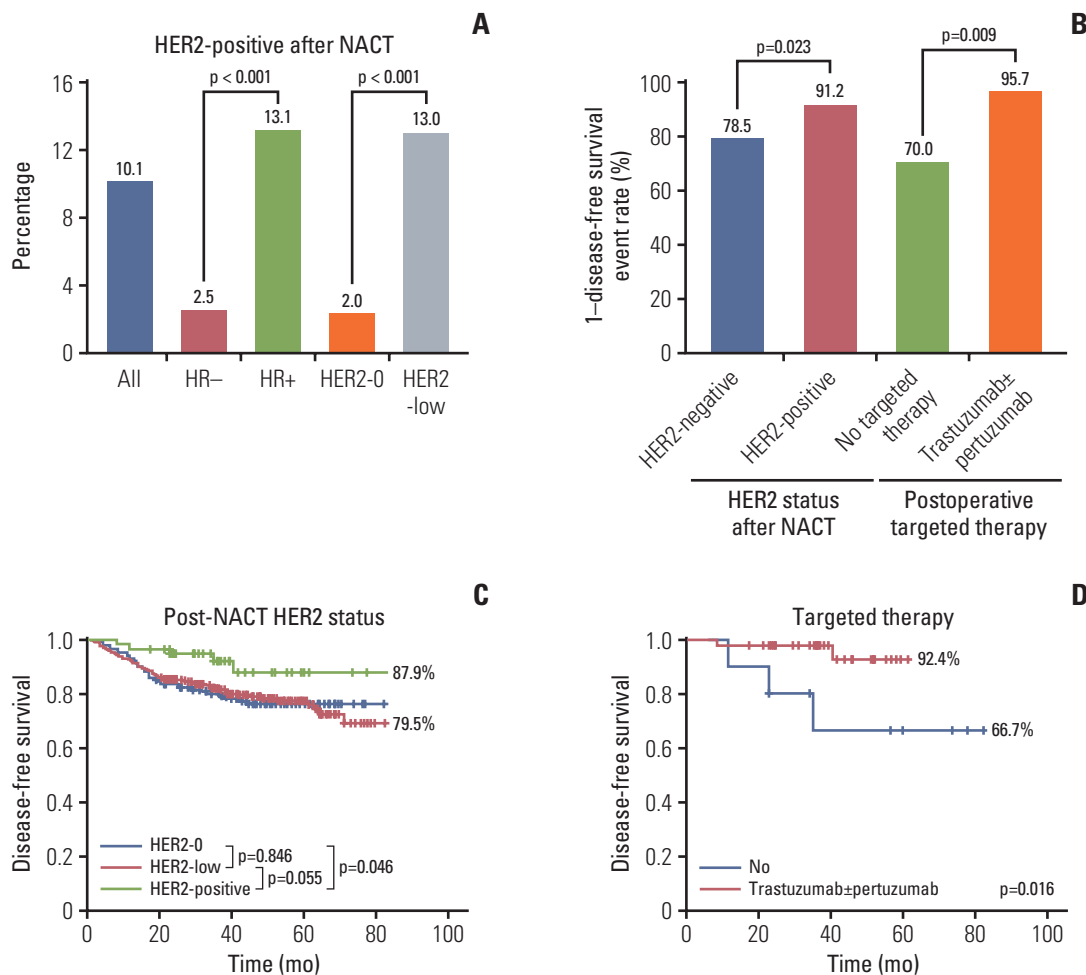 A
HER2-positive after NACT
p < 0.001
p < 0.001
16
12
8
4
0
Percentage
10.1
2.5
13.1
2.0
13.0
All
HR–
HR+
HER2-0
HER2
-low
B
p=0.023
p=0.009
100
80
60
40
20
0
1–disease-free survival
event rate (%)
78.5
91.2
70.0
95.7
HER2-negative
HER2-positive
No targeted
therapy
Trastuzumab±
pertuzumab
HER2 status
after NACT
Postoperative
targeted therapy
C
Post-NACT HER2 status
1.0
0.8
0.6
0.4
0.2
0
Disease-free survival
87.9%
79.5%
HER2-0
HER2-low
HER2-positive
p=0.846
p=0.055
p=0.046
0
20
40
60
80
100
Time (mo)
D
Targeted therapy
1.0
0.8
0.6
0.4
0.2
0
Disease-free survival
92.4%
66.7%
No
Trastuzumab±pertuzumab
p=0.016
0
20
40
60
80
100
Time (mo)